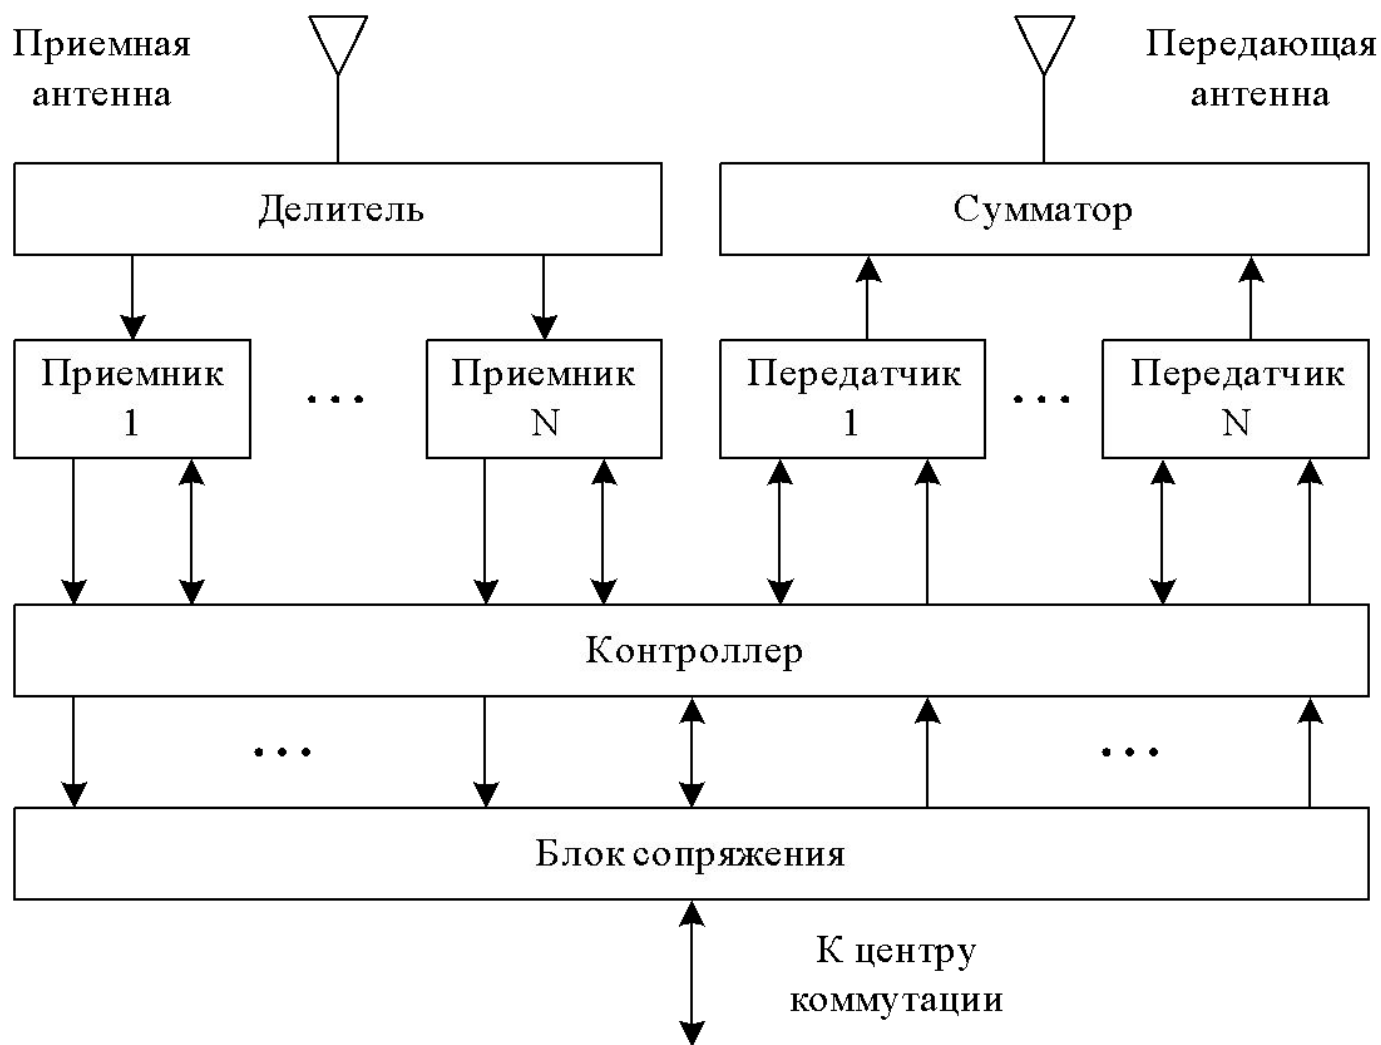 Приемная
антенна
Передающая
антенна
Делитель
Сумматор
Приемник
1
...
Приемник
N
Передатчик
1
...
Передатчик
N
Контроллер
...
...
Блок сопряжения
К центру
коммутации